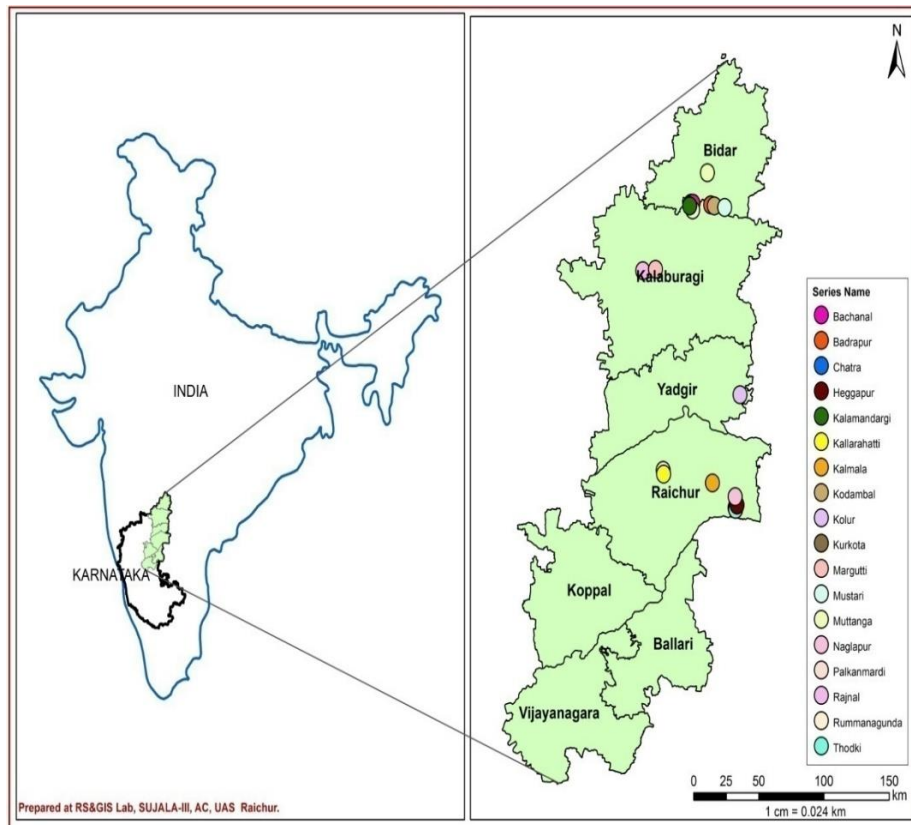 INDIA
KARNATAKA
Prepared at RS&GIS Lab, SUJALA-III, AC, UAS Raichur.
N
Bidar
Kalaburagi
Yadgir
Raichur
Koppal
Ballari
Vijayanagara
Series Name
Bachanal
Badrapur
Chatra
Heggapur
Kalamandargi
Kallarahatti
Kalmala
Kodambal
Kolur
Kurkota
Margutti
Mustari
Muttanga
Naglapur
Palkanmardi
Rajnal
Rummanagunda
Thodki
0 25 50 100 150
km
1 cm = 0.024 km